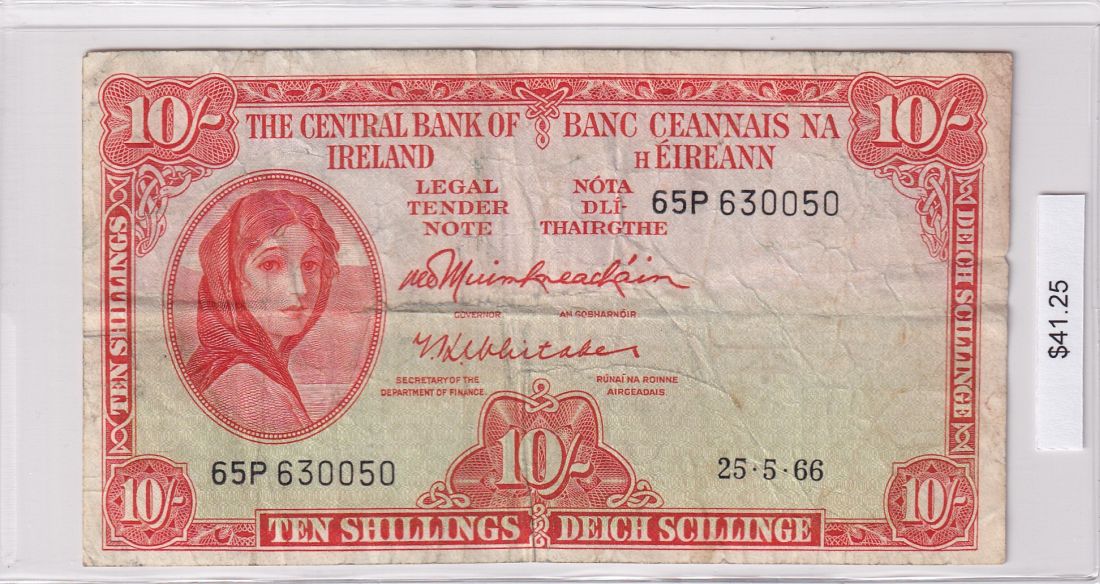 10/-
10/-
THE CENTRAL BANK OF
IRELAND
BANC CEANNAIS NA
H ÉIREANN
LEGAL
TENDER
NOTE
NÓTA
DLÍ-
THAIRGTHE
65P 630050
GOVERNOR
AN GOBHARNÓIR
SECRETARY OF THE
DEPARTMENT OF FINANCE.
RÚNAÍ NA ROINNE
AIRGEADAIS.
TEN SHILLINGS
DEICH SCILLINGE
65P 630050
10/-
25·5·66
10/-
10/-
TEN SHILLINGS
DEICH SCILLINGE
$41.25